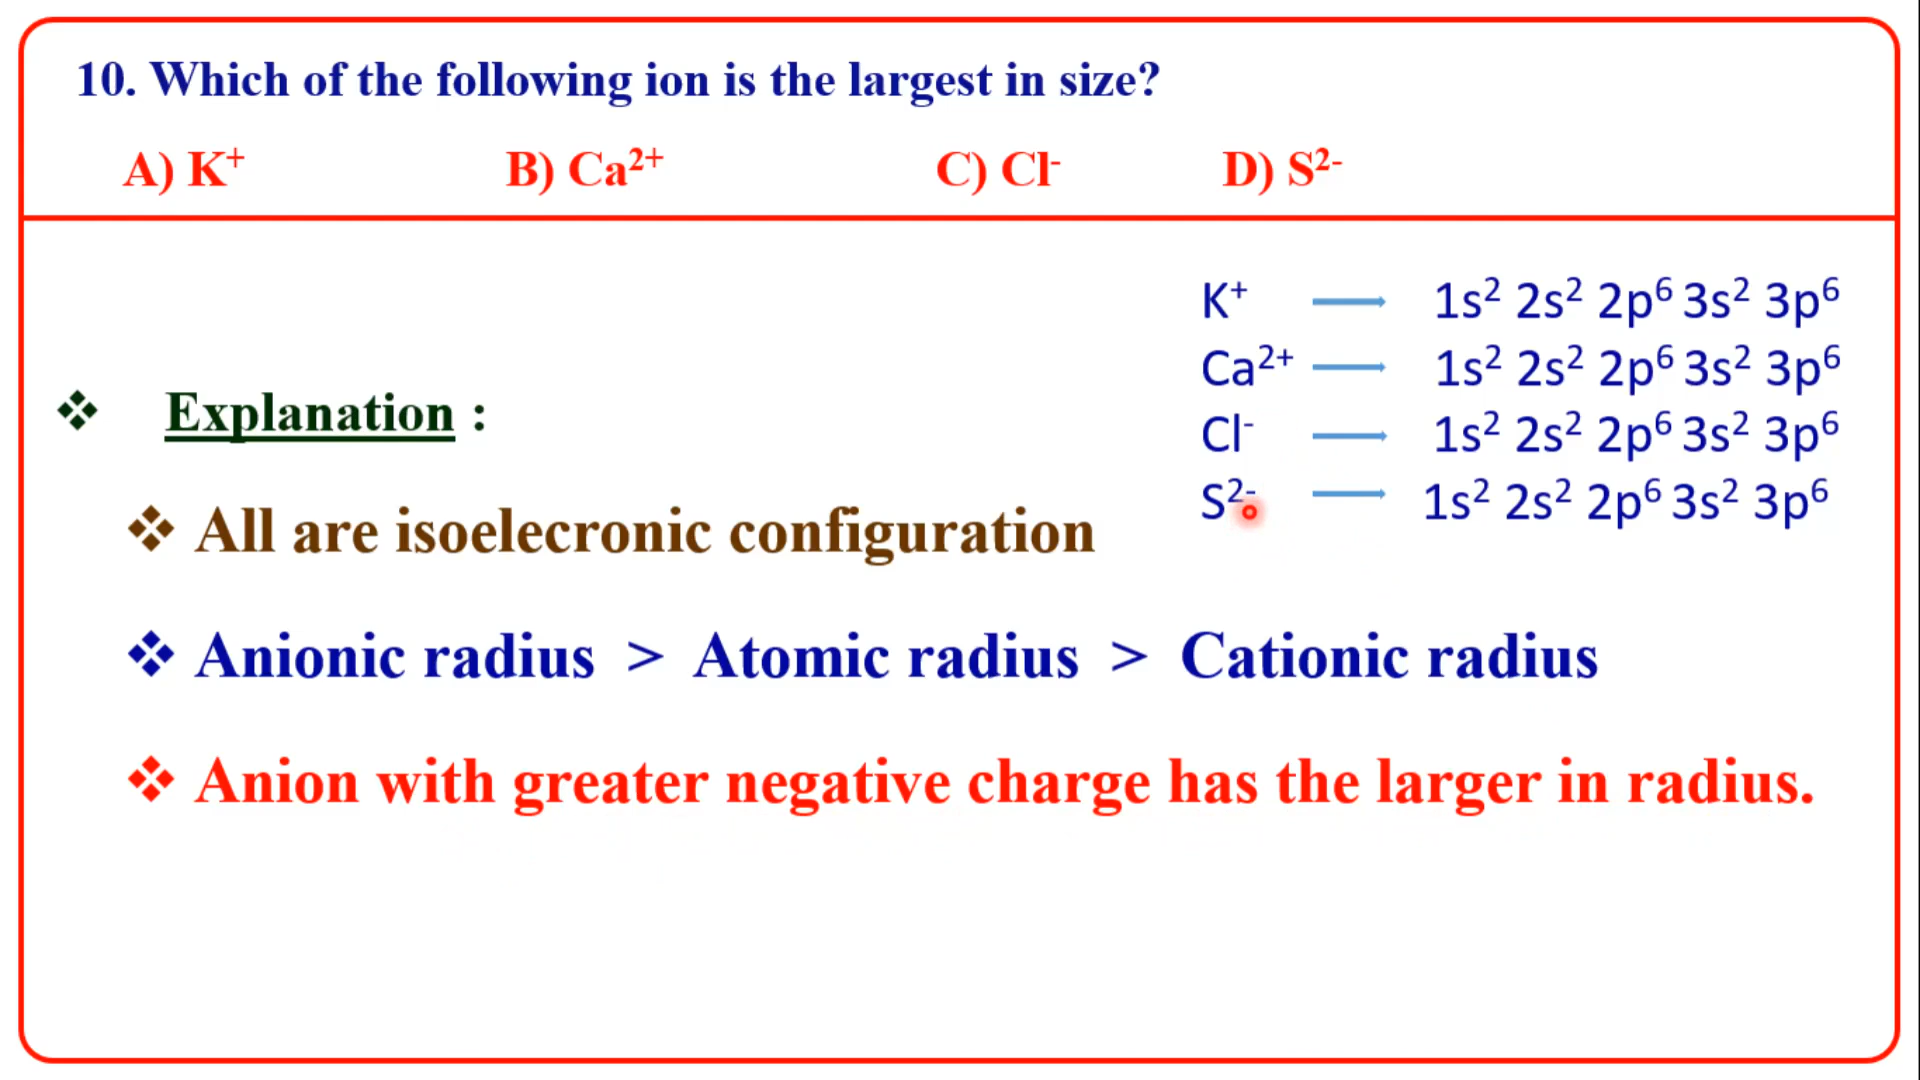 10. Which of the following ion is the largest in size?
A) K⁺ B) Ca²⁺ C) Cl⁻ D) S²⁻
K⁺ → 1s² 2s² 2p⁶ 3s² 3p⁶
Ca²⁺ → 1s² 2s² 2p⁶ 3s² 3p⁶
Cl⁻ → 1s² 2s² 2p⁶ 3s² 3p⁶
S²⁻ → 1s² 2s² 2p⁶ 3s² 3p⁶
❖ Explanation :
❖ All are isoelecronic configuration
❖ Anionic radius > Atomic radius > Cationic radius
❖ Anion with greater negative charge has the larger in radius.